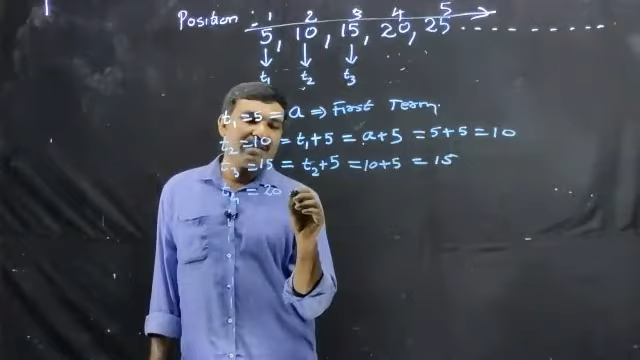 Position : 1 2 3 4 5
5, 10, 15, 20, 25 ..............
↓ ↓ ↓
t₁ t₂ t₃
t₁ = 5 = a ⇒ First Term.
t₂ = 10 = t₁+5 = a+5 = 5+5 = 10
t₃ = 15 = t₂+5 = 10+5 = 15
t₄ = 20